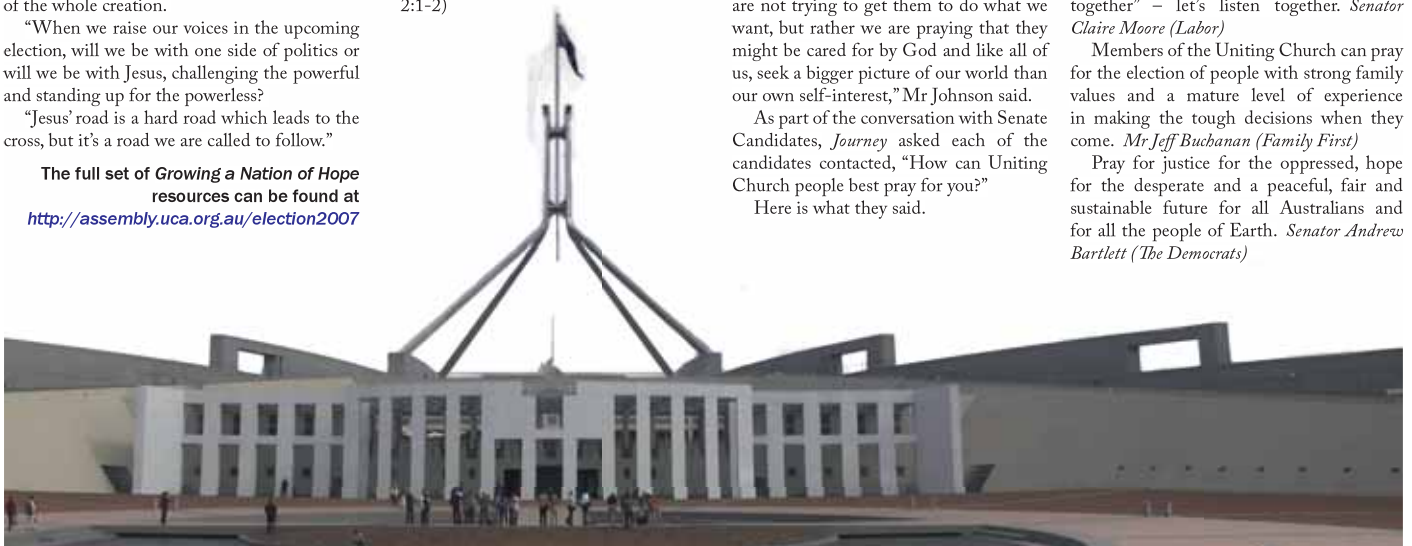 of the whole creation.
“When we raise our voices in the upcoming
election, will we be with one side of politics or
will we be with Jesus, challenging the powerful
and standing up for the powerless?
“Jesus’ road is a hard road which leads to the
cross, but it’s a road we are called to follow.”
The full set of Growing a Nation of Hope
resources can be found at
http://assembly.uca.org.au/election2007
2:1-2)
are not trying to get them to do what we
want, but rather we are praying that they
might be cared for by God and like all of
us, seek a bigger picture of our world than
our own self-interest,” Mr Johnson said.
As part of the conversation with Senate
Candidates, Journey asked each of the
candidates contacted, “How can Uniting
Church people best pray for you?”
Here is what they said.
together” – let’s listen together. Senator
Claire Moore (Labor)
Members of the Uniting Church can pray
for the election of people with strong family
values and a mature level of experience
in making the tough decisions when they
come. Mr Jeff Buchanan (Family First)
Pray for justice for the oppressed, hope
for the desperate and a peaceful, fair and
sustainable future for all Australians and
for all the people of Earth. Senator Andrew
Bartlett (The Democrats)